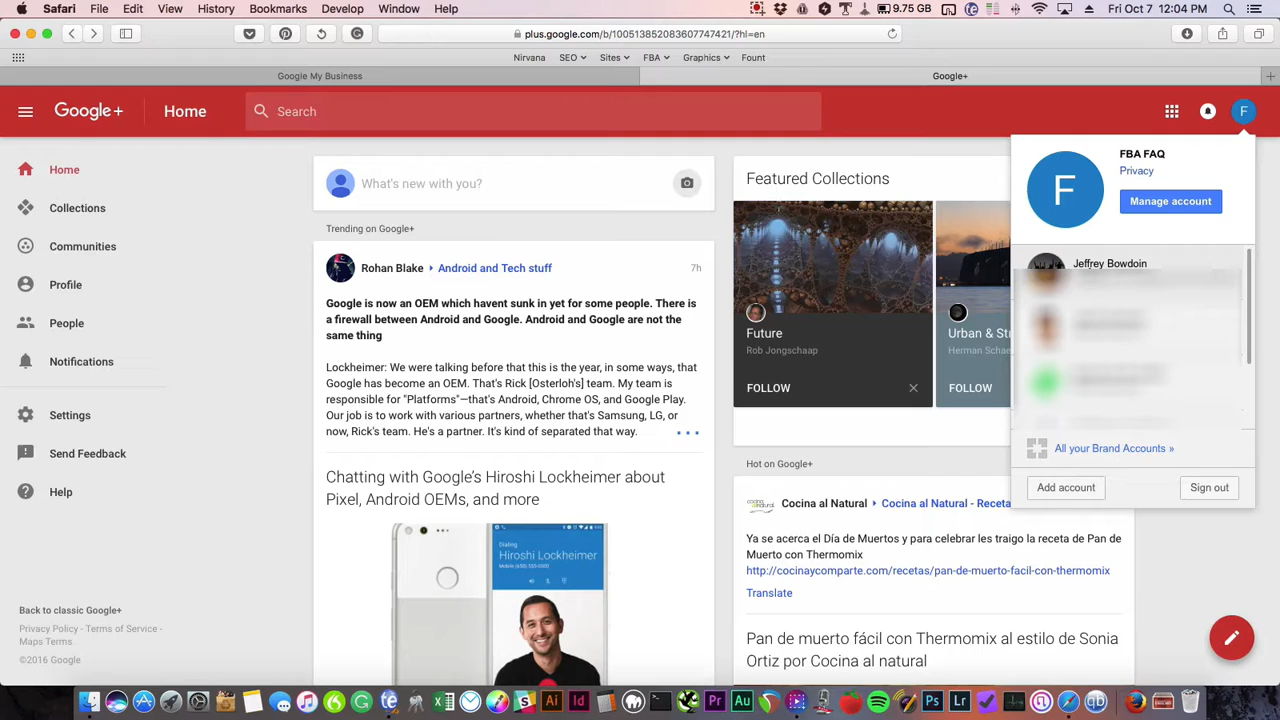 Safari File Edit View History Bookmarks Develop Window Help 9.75 GB Fri Oct 7 12:04 AM
plus.google.com/b/100513852083607747421/?hl=en
Nirvana SEO Sites FBA Graphics Fount
Google My Business Google+
Google+ Home Search F
Home
Collections
Communities
Profile
People
Notifications
Settings
Send Feedback
Help
Back to classic Google+
Privacy Policy - Terms of Service -
Maps Terms
©2016 Google
What's new with you?
Trending on Google+
Rohan Blake Android and Tech stuff 7h
Google is now an OEM which havent sunk in yet for some people. There is
a firewall between Android and Google. Android and Google are not the
same thing
Lockheimer: We were talking before that this is the year, in some ways, that
Google has become an OEM. That's Rick [Osterloh's] team. My team is
responsible for "Platforms"—that's Android, Chrome OS, and Google Play.
Our job is to work with various partners, whether that's Samsung, LG, or
now, Rick's team. He's a partner. It's kind of separated that way.
Chatting with Google's Hiroshi Lockheimer about
Pixel, Android OEMs, and more
Dialing
Hiroshi Lockheimer
Featured Collections
Future
Rob Jongschaap
FOLLOW
Urban & Str
Herman Schae
FOLLOW
Hot on Google+
Cocina al Natural Cocina al Natural - Receta
Ya se acerca el Día de Muertos y para celebrar les traigo la receta de Pan de
Muerto con Thermomix
http://cocinaycomparte.com/recetas/pan-de-muerto-facil-con-thermomix
Translate
Pan de muerto fácil con Thermomix al estilo de Sonia
Ortiz por Cocina al natural
F
FBA FAQ
Privacy
Manage account
Jeffrey Bowdoin
All your Brand Accounts »
Add account Sign out
Ai Id Pr Au Ps Lr qb